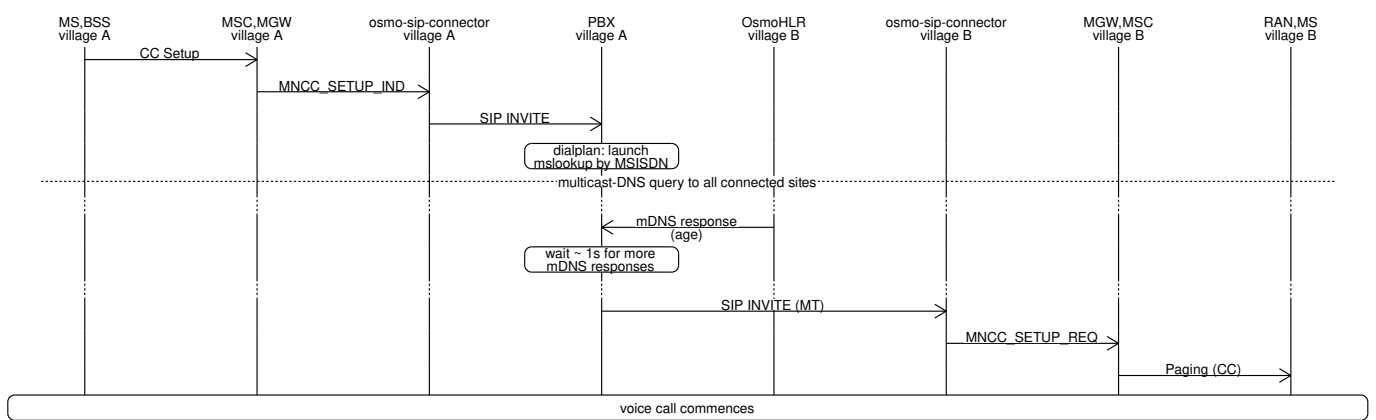 MS,BSS
village A
MSC,MGW
village A
osmo-sip-connector
village A
PBX
village A
OsmoHLR
village B
osmo-sip-connector
village B
MGW,MSC
village B
RAN,MS
village B
CC Setup
MNCC_SETUP_IND
SIP INVITE
dialplan: launch
mslookup by MSISDN
multicast-DNS query to all connected sites
mDNS response
(age)
wait ~ 1s for more
mDNS responses
SIP INVITE (MT)
MNCC_SETUP_REQ
Paging (CC)
voice call commences